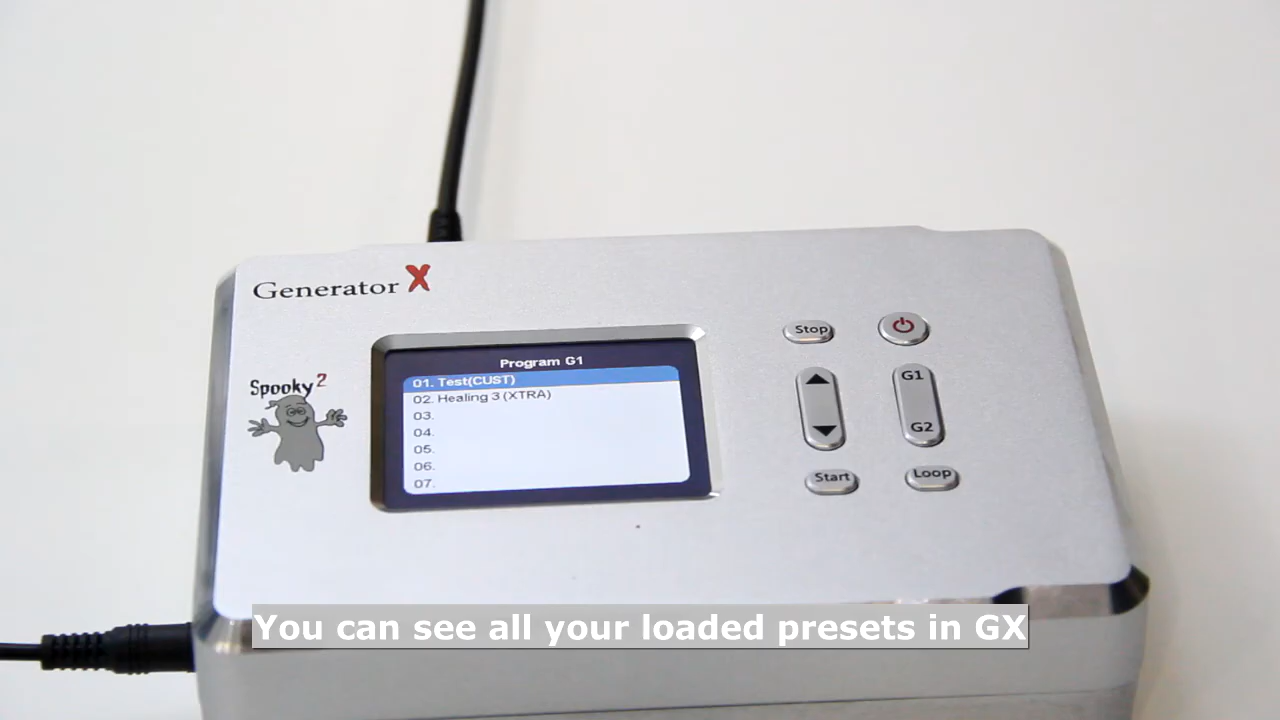 Generator X
Spooky2
Program G1
01. Test(CUST)
02. Healing 3 (XTRA)
03.
04.
05.
06.
07.
Stop
G1
G2
Start
Loop
You can see all your loaded presets in GX